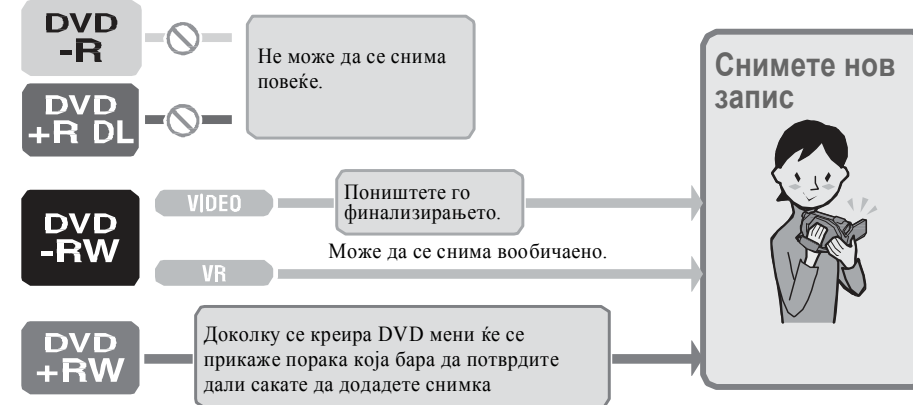 DVD
-R
Не може да се снима
повеќе.
DVD
+R DL
Снимете нов
запис
DVD
-RW
VIDEO
Поништете го
финализирањето.
Може да се снима вообичаено.
VR
DVD
+RW
Доколку се креира DVD мени ќе се
прикаже порака која бара да потврдите
дали сакате да додадете снимка